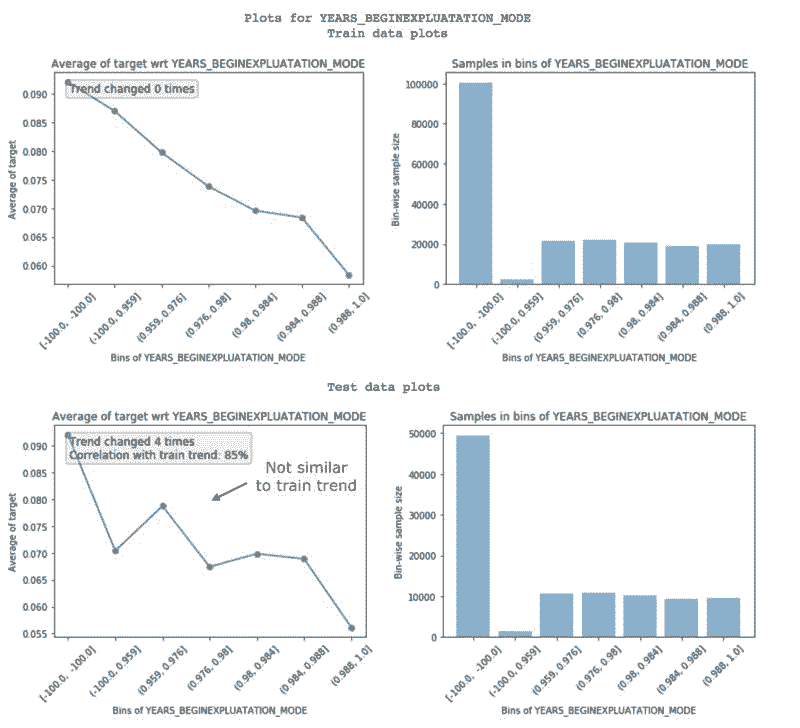 Plots for YEARS_BEGINEXPLUATATION_MODE
Train data plots
Average of target wrt YEARS_BEGINEXPLUATATION_MODE
Trend changed 0 times
0.090
0.085
0.080
0.075
0.070
0.065
0.060
Average of target
[-100.0, -100.0]
(-100.0, 0.959]
(0.959, 0.976]
(0.976, 0.98]
(0.98, 0.984]
(0.984, 0.988]
(0.988, 1.0]
Bins of YEARS_BEGINEXPLUATATION_MODE
Samples in bins of YEARS_BEGINEXPLUATATION_MODE
100000
80000
60000
40000
20000
0
Bin-wise sample size
[-100.0, -100.0]
(-100.0, 0.959]
(0.959, 0.976]
(0.976, 0.98]
(0.98, 0.984]
(0.984, 0.988]
(0.988, 1.0]
Bins of YEARS_BEGINEXPLUATATION_MODE
Test data plots
Average of target wrt YEARS_BEGINEXPLUATATION_MODE
Trend changed 4 times
Correlation with train trend: 85%
Not similar
to train trend
0.090
0.085
0.080
0.075
0.070
0.065
0.060
0.055
Average of target
[-100.0, -100.0]
(-100.0, 0.959]
(0.959, 0.976]
(0.976, 0.98]
(0.98, 0.984]
(0.984, 0.988]
(0.988, 1.0]
Bins of YEARS_BEGINEXPLUATATION_MODE
Samples in bins of YEARS_BEGINEXPLUATATION_MODE
50000
40000
30000
20000
10000
0
Bin-wise sample size
[-100.0, -100.0]
(-100.0, 0.959]
(0.959, 0.976]
(0.976, 0.98]
(0.98, 0.984]
(0.984, 0.988]
(0.988, 1.0]
Bins of YEARS_BEGINEXPLUATATION_MODE